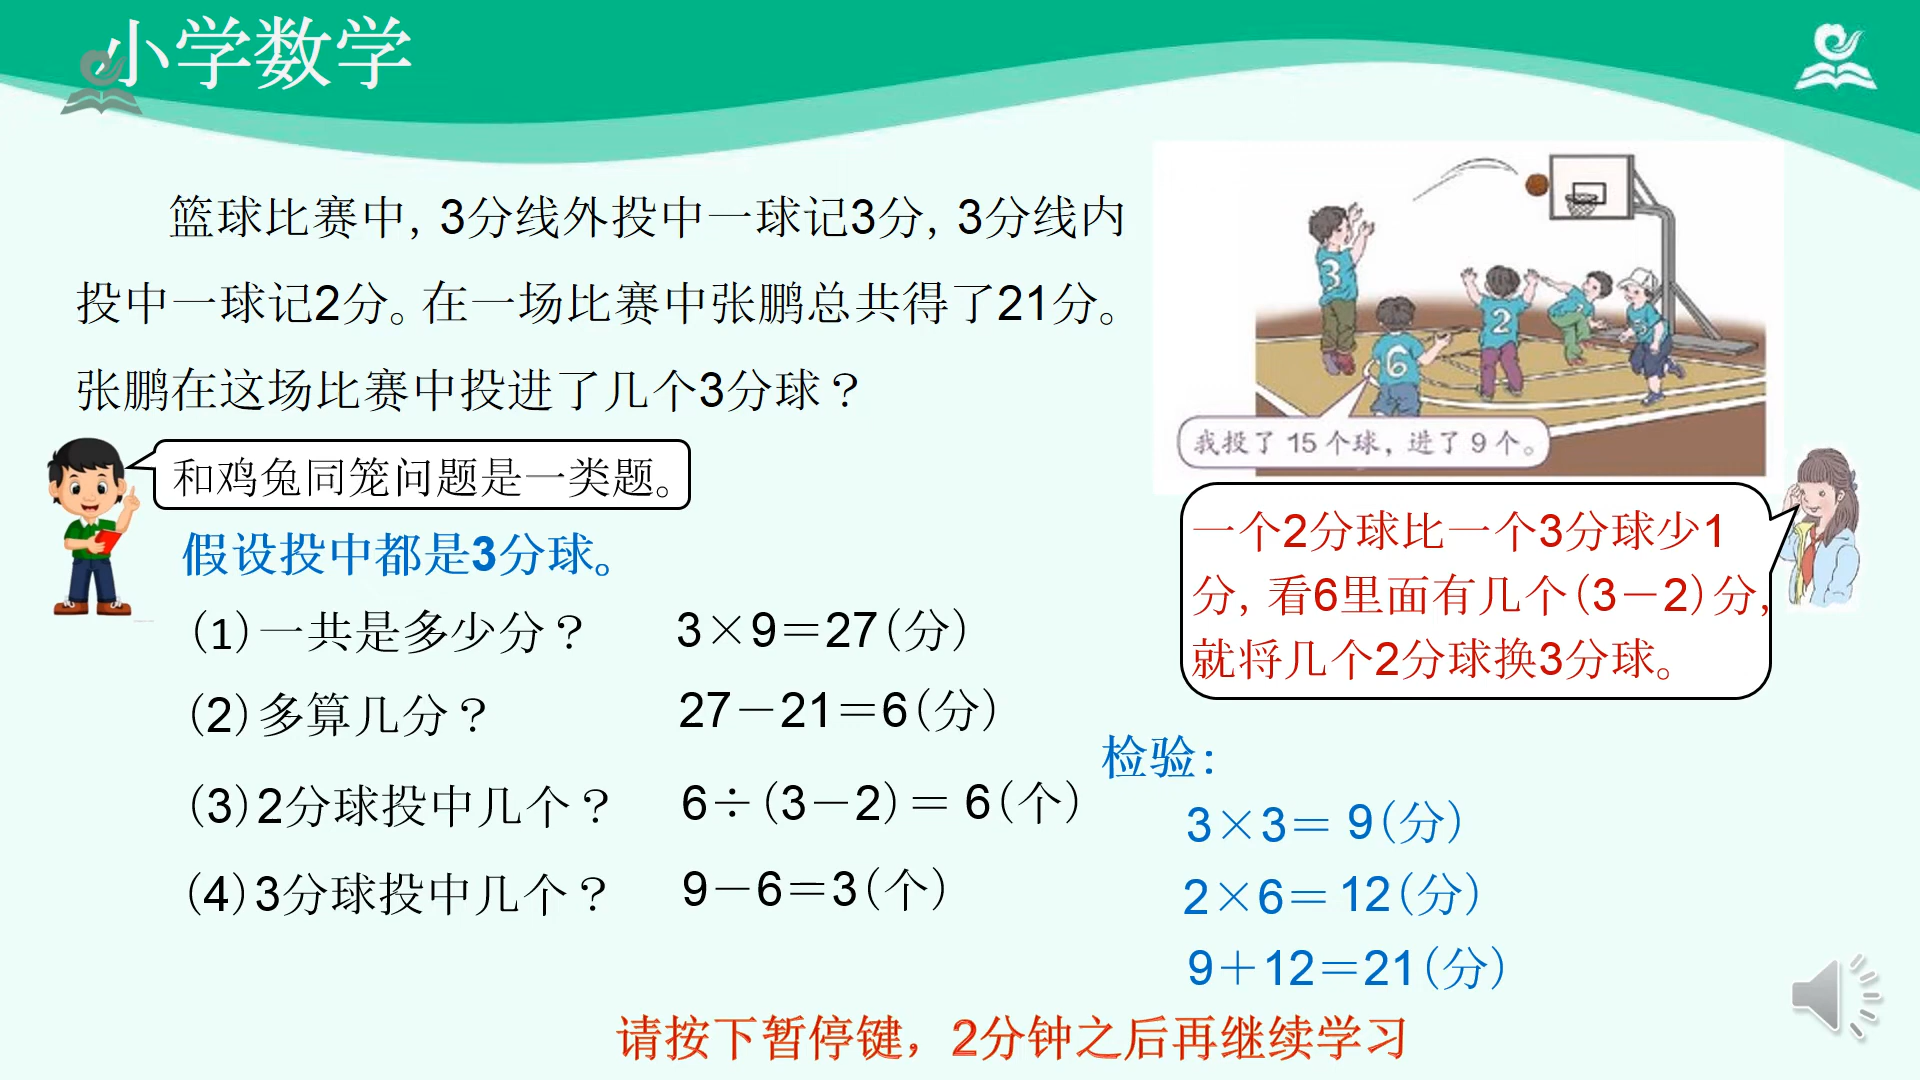 小学数学
篮球比赛中,3分线外投中一球记3分,3分线内
投中一球记2分。在一场比赛中张鹏总共得了21分。
张鹏在这场比赛中投进了几个3分球？
3
2
6
我投了 15 个球，进了 9 个。
和鸡兔同笼问题是一类题。
假设投中都是3分球。
(1)一共是多少分？ 3×9＝27(分)
(2)多算几分？ 27－21＝6(分)
(3)2分球投中几个？ 6÷(3－2)＝6(个)
(4)3分球投中几个？ 9－6＝3(个)
一个2分球比一个3分球少1
分,看6里面有几个(3－2)分,
就将几个2分球换3分球。
检验:
3×3＝9(分)
2×6＝12(分)
9＋12＝21(分)
请按下暂停键，2分钟之后再继续学习